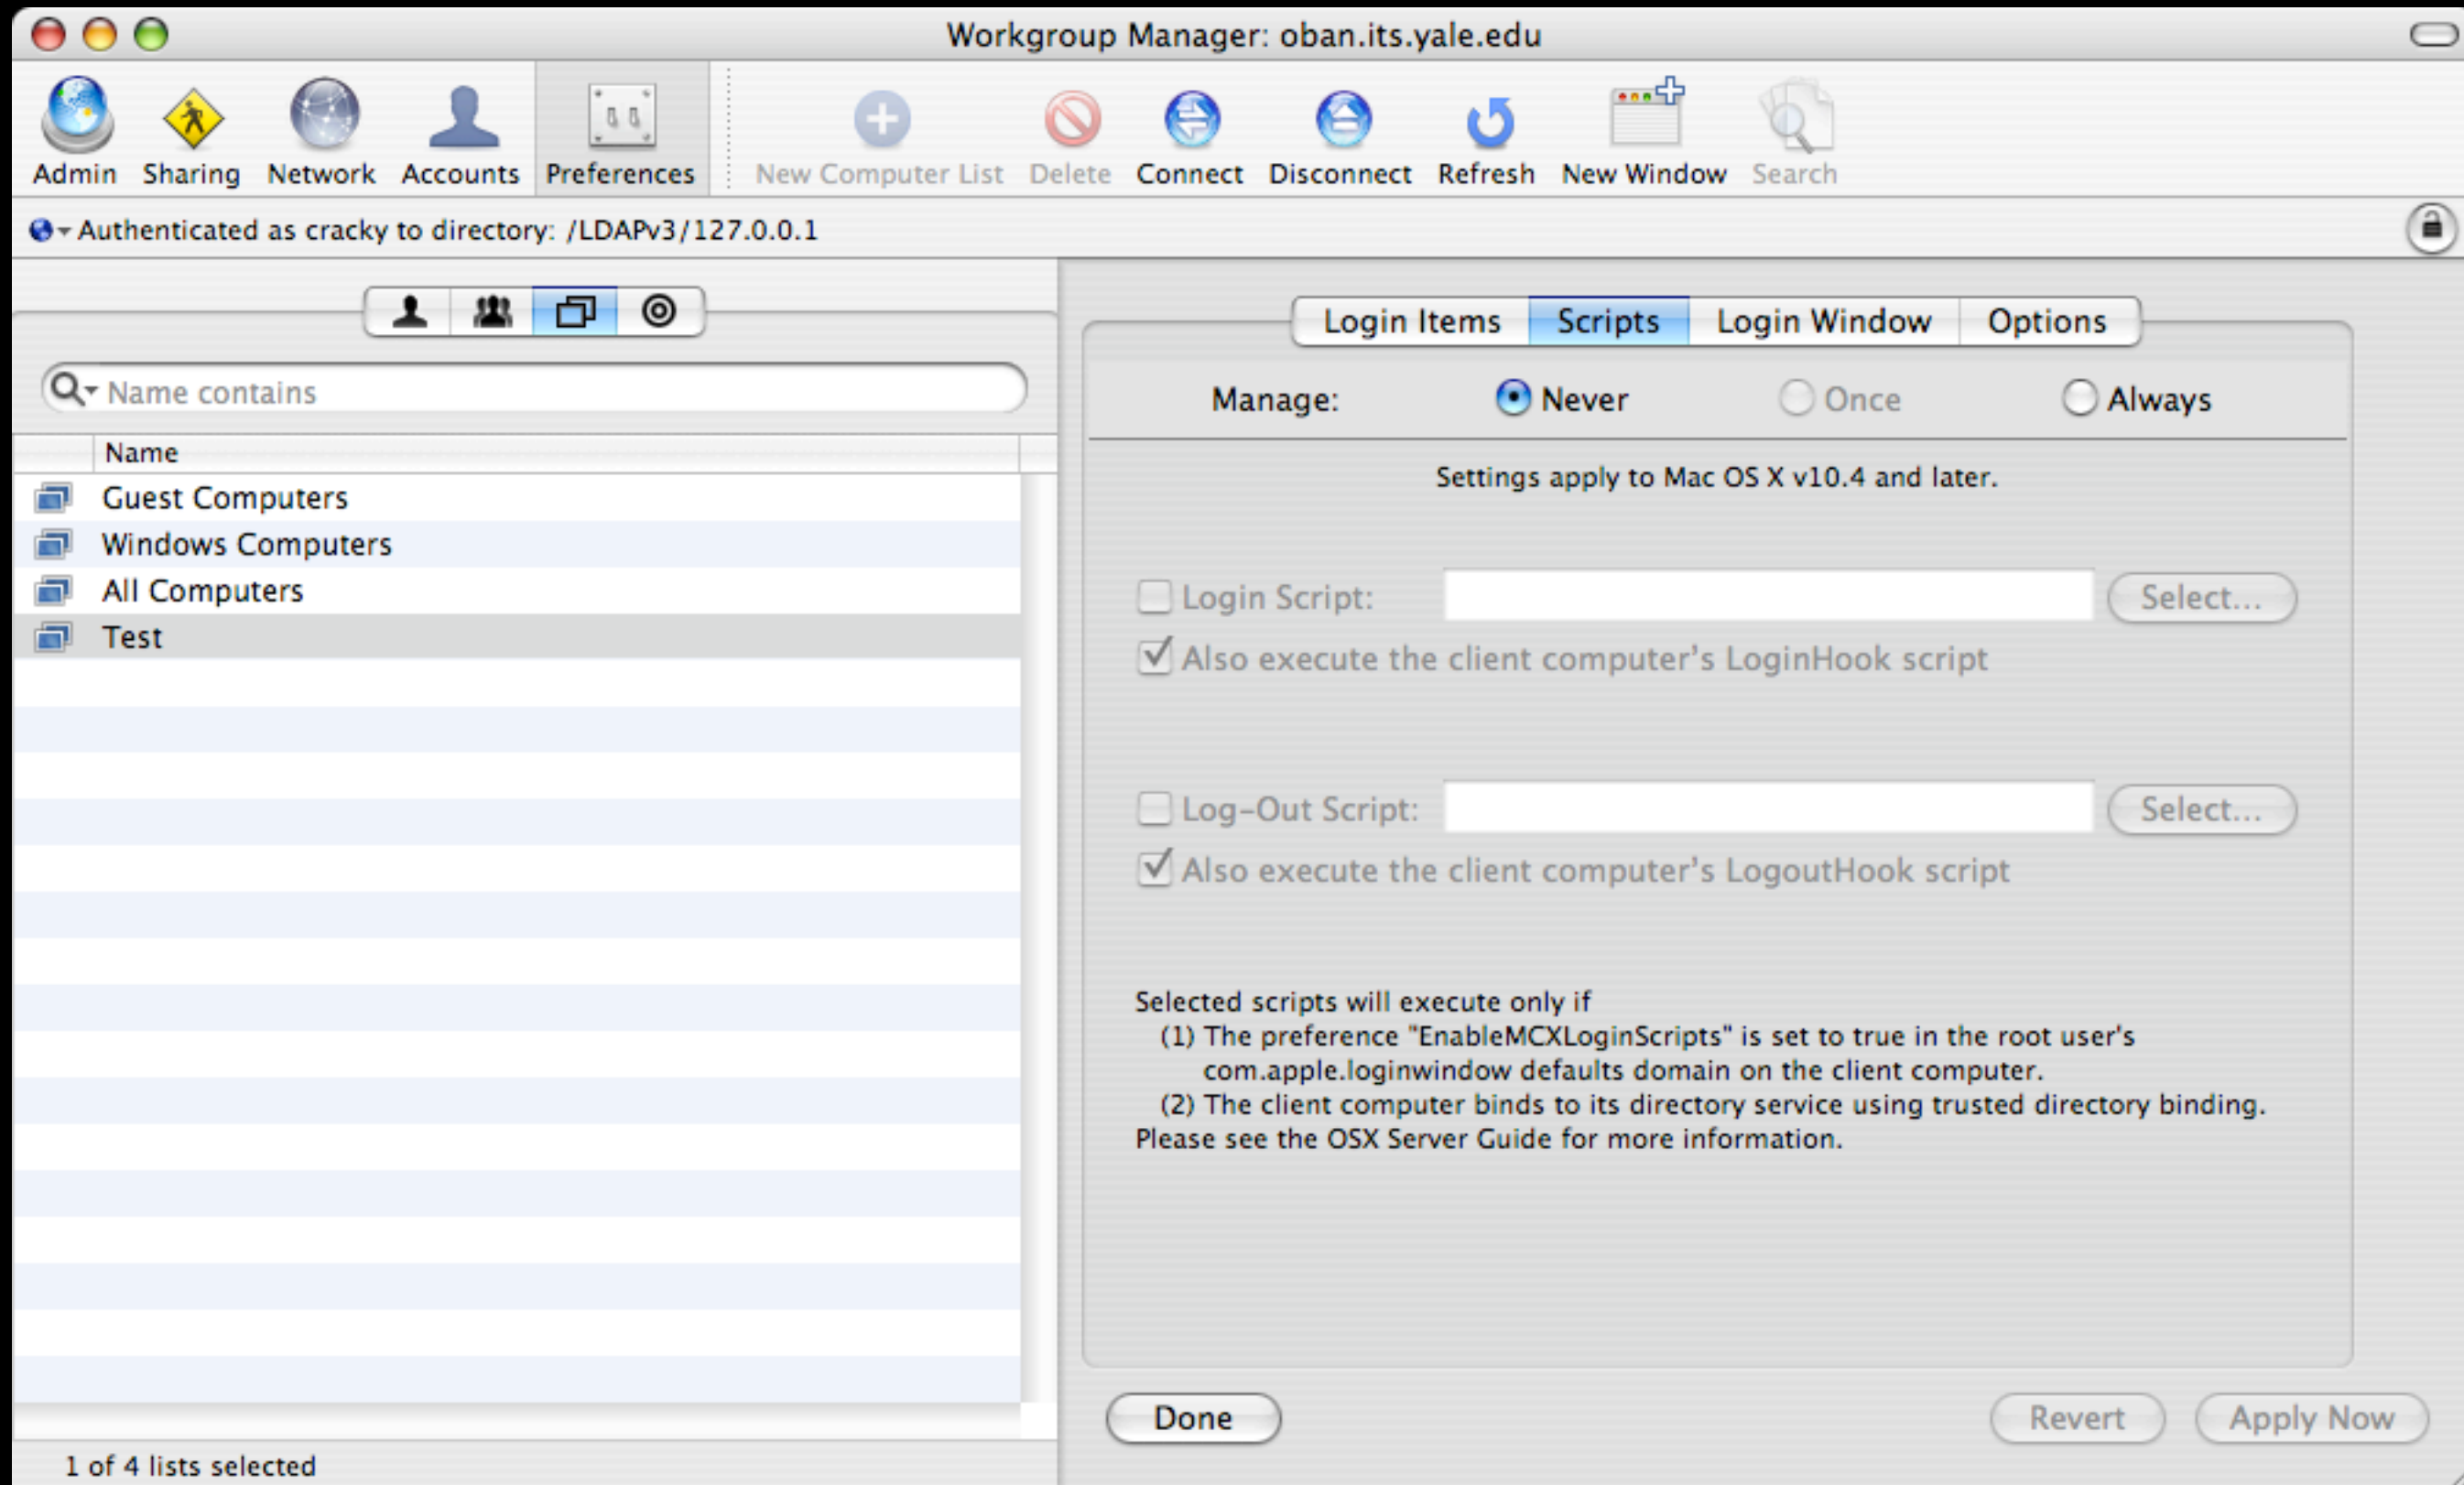 Workgroup Manager: oban.its.yale.edu
Admin Sharing Network Accounts Preferences New Computer List Delete Connect Disconnect Refresh New Window Search
Authenticated as cracky to directory: /LDAPv3/127.0.0.1
Name contains
Name
Guest Computers
Windows Computers
All Computers
Test
1 of 4 lists selected
Login Items Scripts Login Window Options
Manage: Never Once Always
Settings apply to Mac OS X v10.4 and later.
Login Script: Select...
Also execute the client computer's LoginHook script
Log-Out Script: Select...
Also execute the client computer's LogoutHook script
Selected scripts will execute only if
(1) The preference "EnableMCXLoginScripts" is set to true in the root user's
com.apple.loginwindow defaults domain on the client computer.
(2) The client computer binds to its directory service using trusted directory binding.
Please see the OSX Server Guide for more information.
Done Revert Apply Now